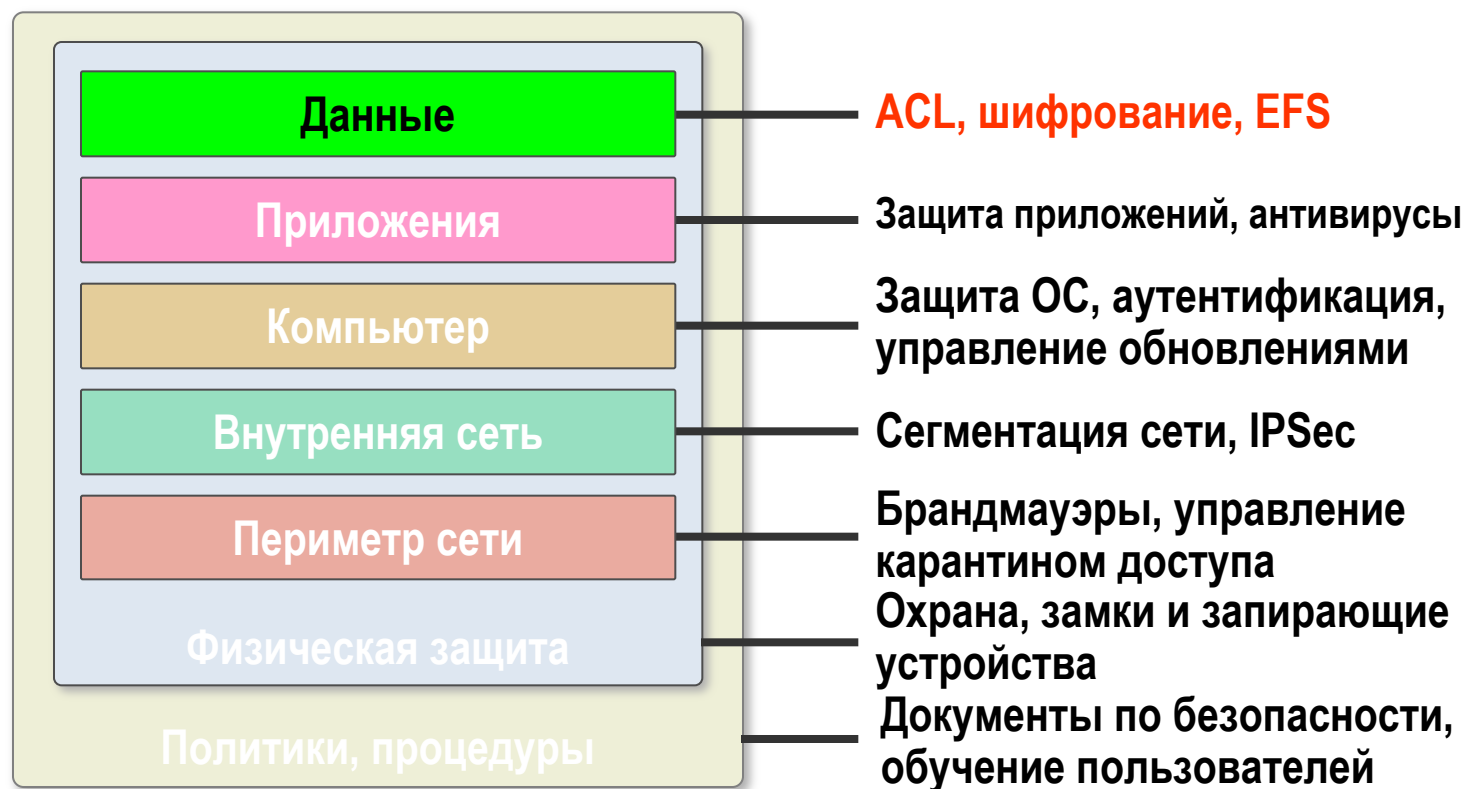 Данные
ACL, шифрование, EFS
Приложения
Защита приложений, антивирусы
Компьютер
Защита ОС, аутентификация,
управление обновлениями
Внутренняя сеть
Сегментация сети, IPSec
Периметр сети
Брандмауэры, управление
карантином доступа
Физическая защита
Охрана, замки и запирающие
устройства
Политики, процедуры
Документы по безопасности,
обучение пользователей